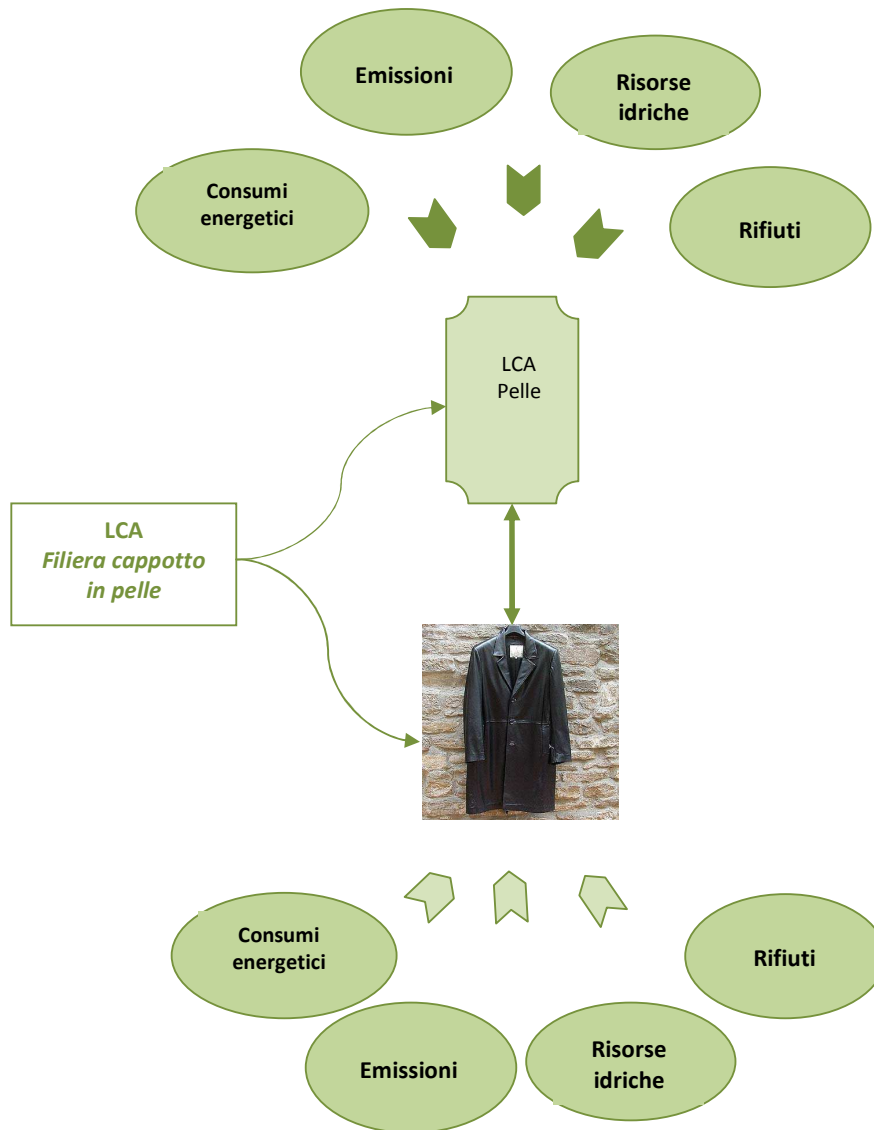 Emissioni
Risorse
idriche
Consumi
energetici
Rifiuti
LCA
Pelle
LCA
Filiera cappotto
in pelle
Consumi
energetici
Rifiuti
Emissioni
Risorse
idriche